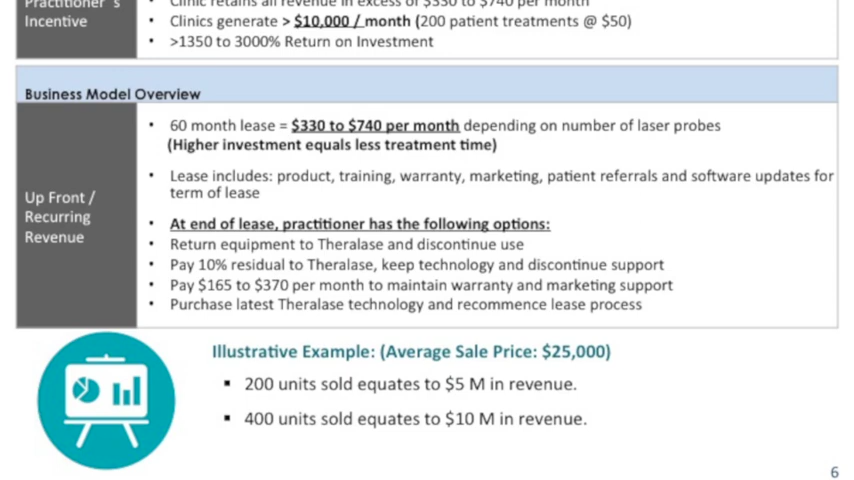 Practitioner's
Incentive
Clinic retains all revenue in excess of $330 to $740 per month
• Clinics generate > $10,000 / month (200 patient treatments @ $50)
• >1350 to 3000% Return on Investment
Business Model Overview
Up Front /
Recurring
Revenue
• 60 month lease = $330 to $740 per month depending on number of laser probes
(Higher investment equals less treatment time)
• Lease includes: product, training, warranty, marketing, patient referrals and software updates for
term of lease
• At end of lease, practitioner has the following options:
• Return equipment to Theralase and discontinue use
• Pay 10% residual to Theralase, keep technology and discontinue support
• Pay $165 to $370 per month to maintain warranty and marketing support
• Purchase latest Theralase technology and recommence lease process
Illustrative Example: (Average Sale Price: $25,000)
▪ 200 units sold equates to $5 M in revenue.
▪ 400 units sold equates to $10 M in revenue.
6